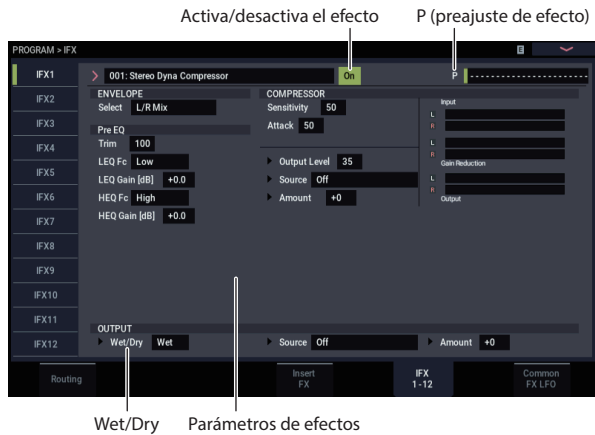 Activa/desactiva el efecto P (preajuste de efecto)
PROGRAM > IFX E
IFX1 001: Stereo Dyna Compressor On P ------------------------
IFX2 ENVELOPE COMPRESSOR
Select L/R Mix Sensitivity 50 Input
IFX3 Attack 50 L
Pre EQ R
Trim 100 L
IFX4 R
LEQ Fc Low Output Level 35 Gain Reduction
IFX5 LEQ Gain [dB] +0.0 Source Off L
R
IFX6 HEQ Fc High Amount +0 Output
IFX7 HEQ Gain [dB] +0.0
IFX8
IFX9
IFX10
IFX11
OUTPUT
IFX12 Wet/Dry Wet Source Off Amount +0
Routing Insert FX IFX 1-12 Common FX LFO
Wet/Dry Parámetros de efectos